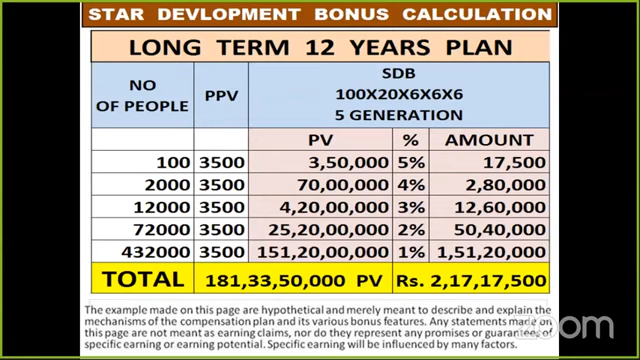 STAR DEVLOPMENT BONUS CALCULATION
LONG TERM 12 YEARS PLAN
NO OF PEOPLE PPV SDB
100X20X6X6X6
5 GENERATION
PV % AMOUNT
100 3500 3,50,000 5% 17,500
2000 3500 70,00,000 4% 2,80,000
12000 3500 4,20,00,000 3% 12,60,000
72000 3500 25,20,00,000 2% 50,40,000
432000 3500 151,20,00,000 1% 1,51,20,000
TOTAL 181,33,50,000 PV Rs. 2,17,17,500
The example made on this page are hypothetical and merely meant to describe and explain the
mechanisms of the compensation plan and its various bonus features. Any statements made on
this page are not meant as earning claims, nor do they represent any promises or guarantees of
specific earning or earning potential. Specific earning will be influenced by many factors.
zoom